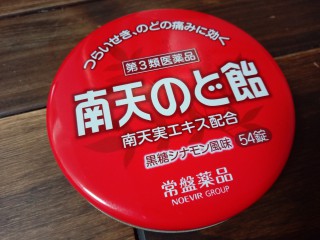 つらいせき、のどの痛みに効く
第3類医薬品
南天のど飴
南天実エキス配合
黒糖シナモン風味 54錠
常盤薬品
NOEVIR GROUP